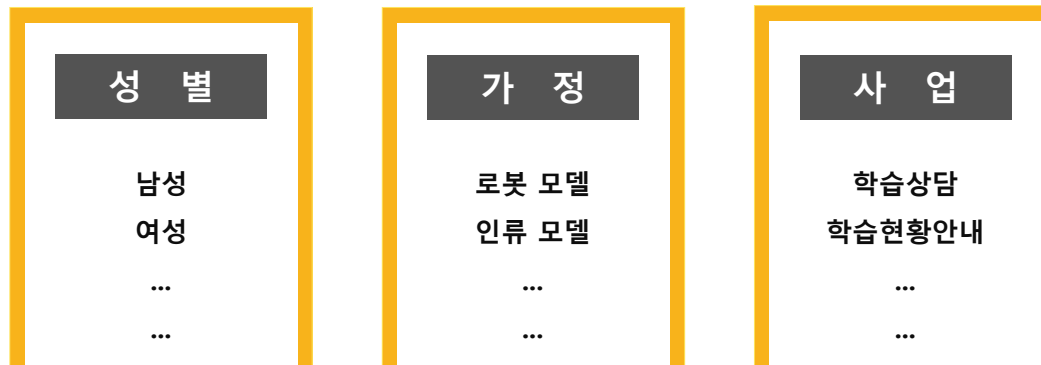 성 별
남성
여성
...
...
가 정
로봇 모델
인류 모델
...
...
사 업
학습상담
학습현황안내
...
...